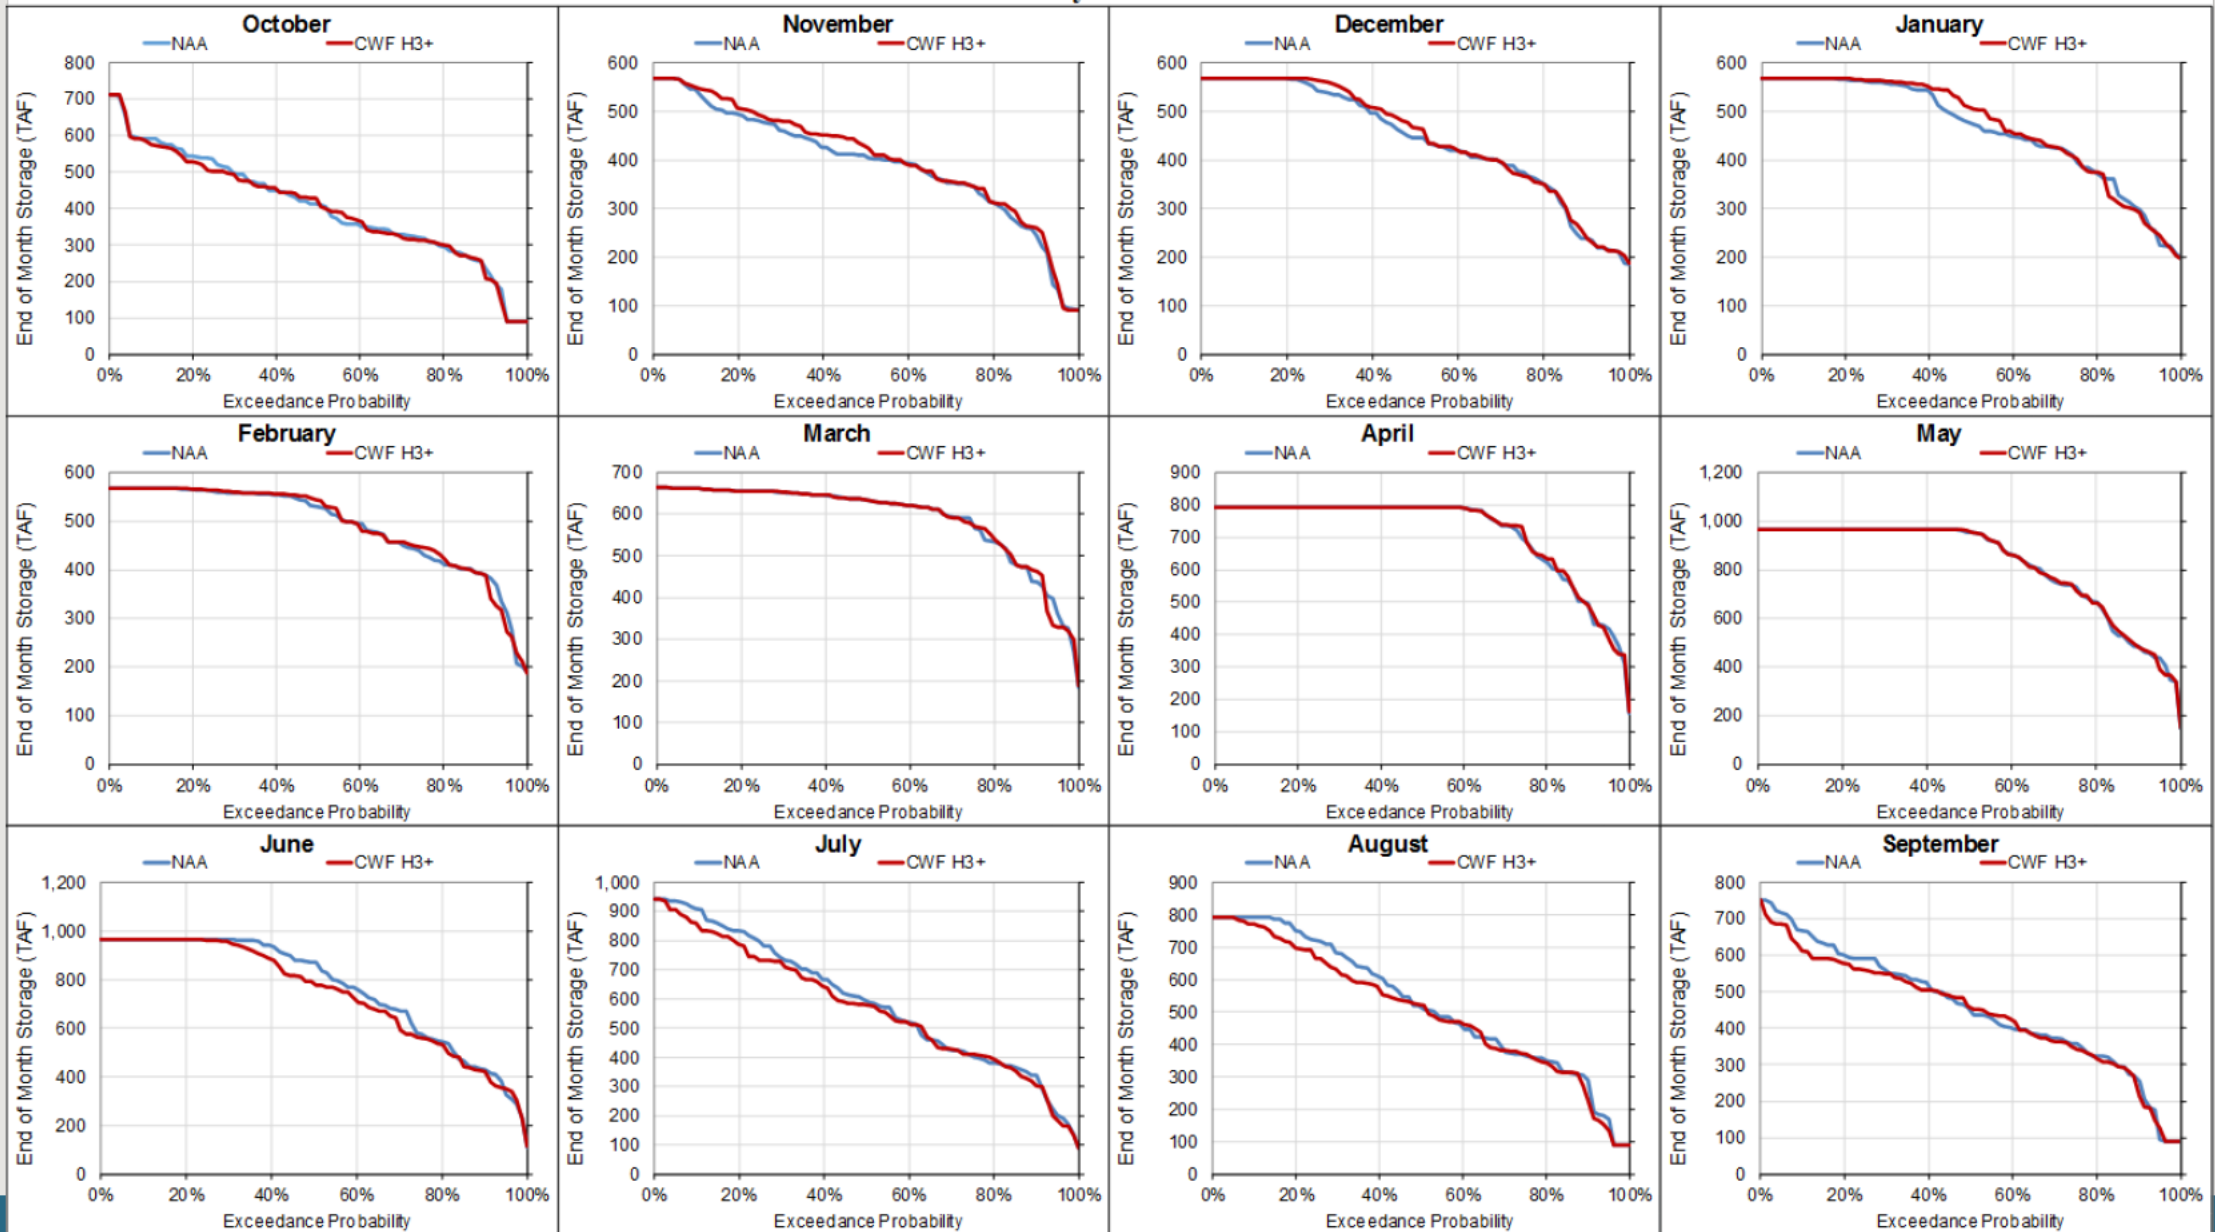 October
NAA CWF H3+
End of Month Storage (TAF)
800
700
600
500
400
300
200
100
0
0% 20% 40% 60% 80% 100%
Exceedance Probability
November
NAA CWF H3+
End of Month Storage (TAF)
600
500
400
300
200
100
0
0% 20% 40% 60% 80% 100%
Exceedance Probability
December
NAA CWF H3+
End of Month Storage (TAF)
600
500
400
300
200
100
0
0% 20% 40% 60% 80% 100%
Exceedance Probability
January
NAA CWF H3+
End of Month Storage (TAF)
600
500
400
300
200
100
0
0% 20% 40% 60% 80% 100%
Exceedance Probability
February
NAA CWF H3+
End of Month Storage (TAF)
600
500
400
300
200
100
0
0% 20% 40% 60% 80% 100%
Exceedance Probability
March
NAA CWF H3+
End of Month Storage (TAF)
700
600
500
400
300
200
100
0
0% 20% 40% 60% 80% 100%
Exceedance Probability
April
NAA CWF H3+
End of Month Storage (TAF)
900
800
700
600
500
400
300
200
100
0
0% 20% 40% 60% 80% 100%
Exceedance Probability
May
NAA CWF H3+
End of Month Storage (TAF)
1,200
1,000
800
600
400
200
0
0% 20% 40% 60% 80% 100%
Exceedance Probability
June
NAA CWF H3+
End of Month Storage (TAF)
1,200
1,000
800
600
400
200
0
0% 20% 40% 60% 80% 100%
Exceedance Probability
July
NAA CWF H3+
End of Month Storage (TAF)
1,000
900
800
700
600
500
400
300
200
100
0
0% 20% 40% 60% 80% 100%
Exceedance Probability
August
NAA CWF H3+
End of Month Storage (TAF)
900
800
700
600
500
400
300
200
100
0
0% 20% 40% 60% 80% 100%
Exceedance Probability
September
NAA CWF H3+
End of Month Storage (TAF)
800
700
600
500
400
300
200
100
0
0% 20% 40% 60% 80% 100%
Exceedance Probability